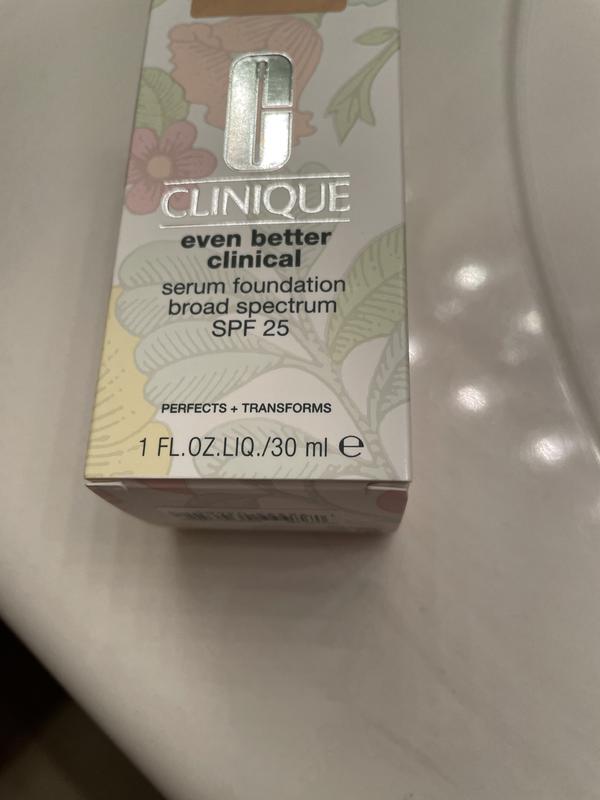 CLINIQUE
even better
clinical
serum foundation
broad spectrum
SPF 25
PERFECTS + TRANSFORMS
1 FL.OZ.LIQ./30 ml e